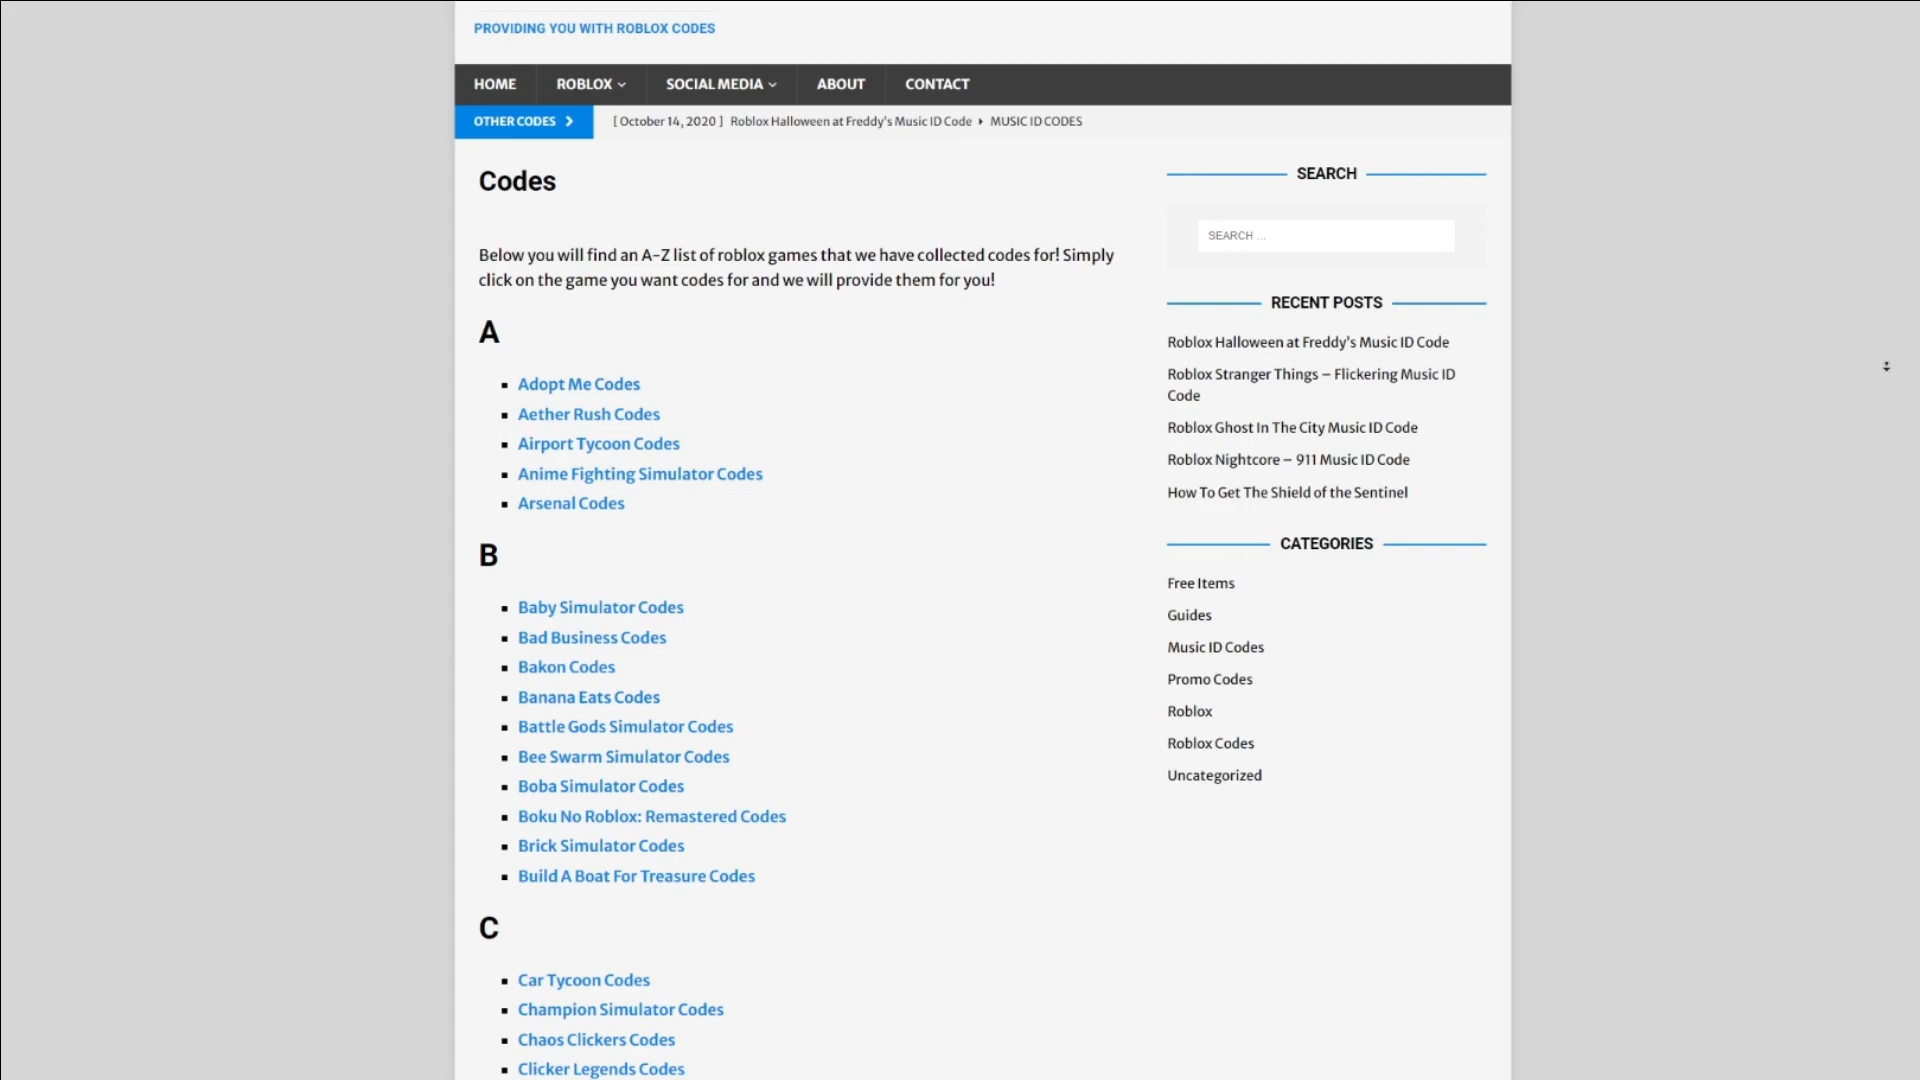 PROVIDING YOU WITH ROBLOX CODES
HOME ROBLOX SOCIAL MEDIA ABOUT CONTACT
OTHER CODES [ October 14, 2020 ] Roblox Halloween at Freddy's Music ID Code MUSIC ID CODES
Codes
Below you will find an A-Z list of roblox games that we have collected codes for! Simply
click on the game you want codes for and we will provide them for you!
A
Adopt Me Codes
Aether Rush Codes
Airport Tycoon Codes
Anime Fighting Simulator Codes
Arsenal Codes
B
Baby Simulator Codes
Bad Business Codes
Bakon Codes
Banana Eats Codes
Battle Gods Simulator Codes
Bee Swarm Simulator Codes
Boba Simulator Codes
Boku No Roblox: Remastered Codes
Brick Simulator Codes
Build A Boat For Treasure Codes
C
Car Tycoon Codes
Champion Simulator Codes
Chaos Clickers Codes
Clicker Legends Codes
SEARCH
SEARCH ...
RECENT POSTS
Roblox Halloween at Freddy's Music ID Code
Roblox Stranger Things – Flickering Music ID
Code
Roblox Ghost In The City Music ID Code
Roblox Nightcore – 911 Music ID Code
How To Get The Shield of the Sentinel
CATEGORIES
Free Items
Guides
Music ID Codes
Promo Codes
Roblox
Roblox Codes
Uncategorized